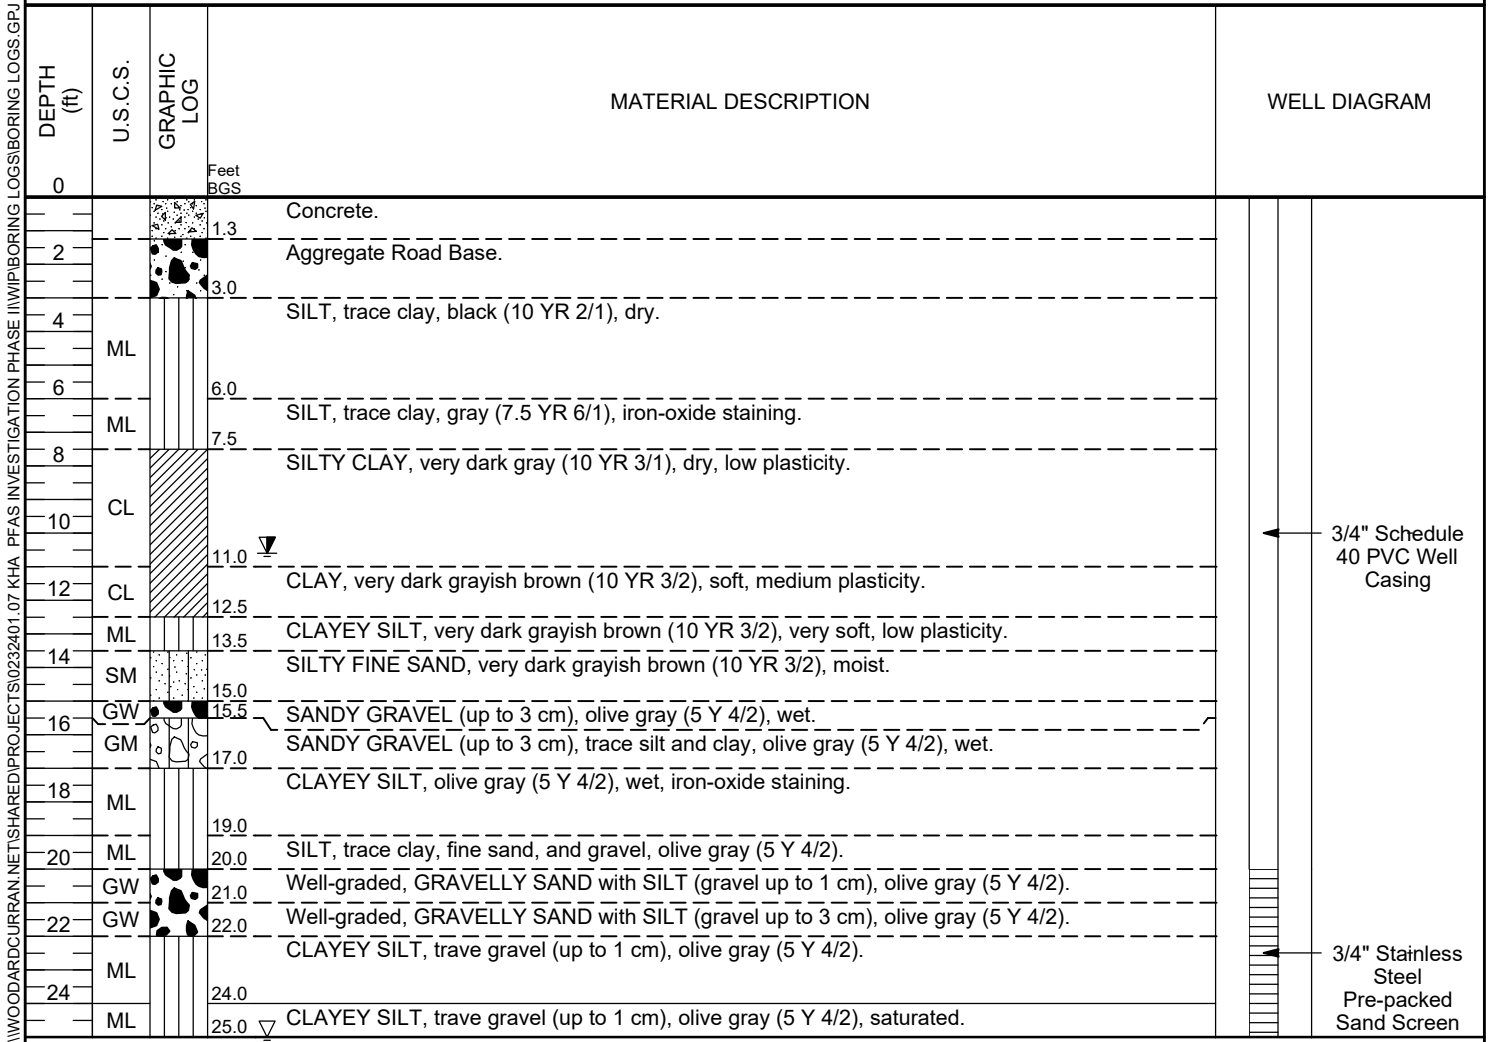 \\WOODARDCURRAN.NET\SHARED\PROJECTS\0232401.07 KHA PFAS INVESTIGATION PHASE II\WIP\BORING LOGS\BORING LOGS.GPJ
DEPTH
(ft)
U.S.C.S.
GRAPHIC
LOG
MATERIAL DESCRIPTION
WELL DIAGRAM
0
Feet
BGS
Concrete.
1.3
2
Aggregate Road Base.
3.0
4
ML
SILT, trace clay, black (10 YR 2/1), dry.
6
6.0
ML
SILT, trace clay, gray (7.5 YR 6/1), iron-oxide staining.
7.5
8
SILTY CLAY, very dark gray (10 YR 3/1), dry, low plasticity.
CL
10
11.0
3/4" Schedule
40 PVC Well
Casing
12
CL
CLAY, very dark grayish brown (10 YR 3/2), soft, medium plasticity.
12.5
ML
CLAYEY SILT, very dark grayish brown (10 YR 3/2), very soft, low plasticity.
13.5
14
SM
SILTY FINE SAND, very dark grayish brown (10 YR 3/2), moist.
15.0
GW
15.5
SANDY GRAVEL (up to 3 cm), olive gray (5 Y 4/2), wet.
16
GM
SANDY GRAVEL (up to 3 cm), trace silt and clay, olive gray (5 Y 4/2), wet.
17.0
18
ML
CLAYEY SILT, olive gray (5 Y 4/2), wet, iron-oxide staining.
19.0
20
ML
SILT, trace clay, fine sand, and gravel, olive gray (5 Y 4/2).
20.0
GW
Well-graded, GRAVELLY SAND with SILT (gravel up to 1 cm), olive gray (5 Y 4/2).
21.0
22
GW
Well-graded, GRAVELLY SAND with SILT (gravel up to 3 cm), olive gray (5 Y 4/2).
22.0
ML
CLAYEY SILT, trave gravel (up to 1 cm), olive gray (5 Y 4/2).
24
24.0
ML
CLAYEY SILT, trave gravel (up to 1 cm), olive gray (5 Y 4/2), saturated.
25.0
3/4" Stainless
Steel
Pre-packed
Sand Screen